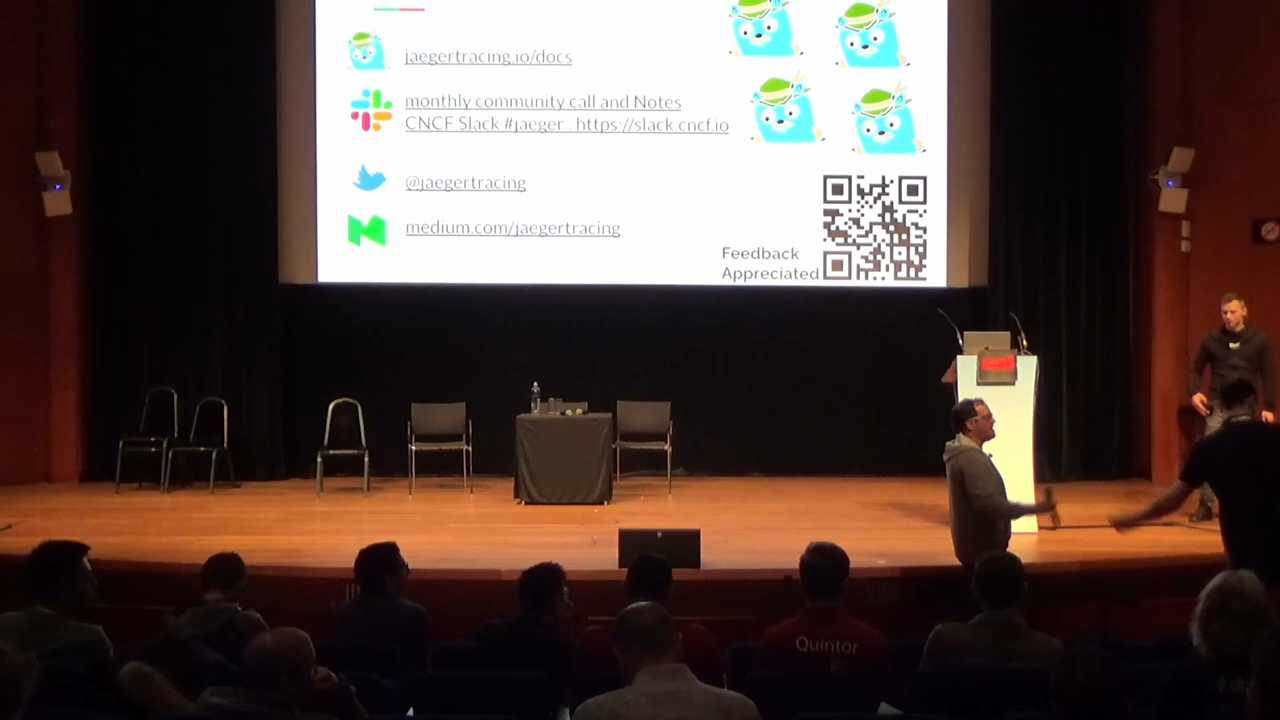 jaegertracing.io/docs
monthly community call and Notes
CNCF Slack #jaeger : https://slack.cncf.io
@jaegertracing
medium.com/jaegertracing
Feedback
Appreciated
Quintor